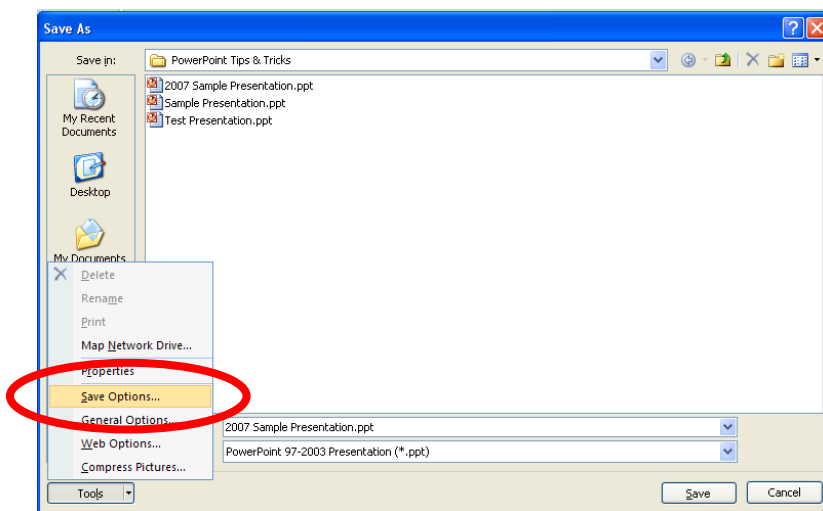 Save As
Save in: PowerPoint Tips & Tricks
2007 Sample Presentation.ppt
Sample Presentation.ppt
Test Presentation.ppt
My Recent
Documents
Desktop
My Documents
Delete
Rename
Print
Map Network Drive...
Properties
Save Options...
General Options...
Web Options...
Compress Pictures...
2007 Sample Presentation.ppt
PowerPoint 97-2003 Presentation (*.ppt)
Tools Save Cancel